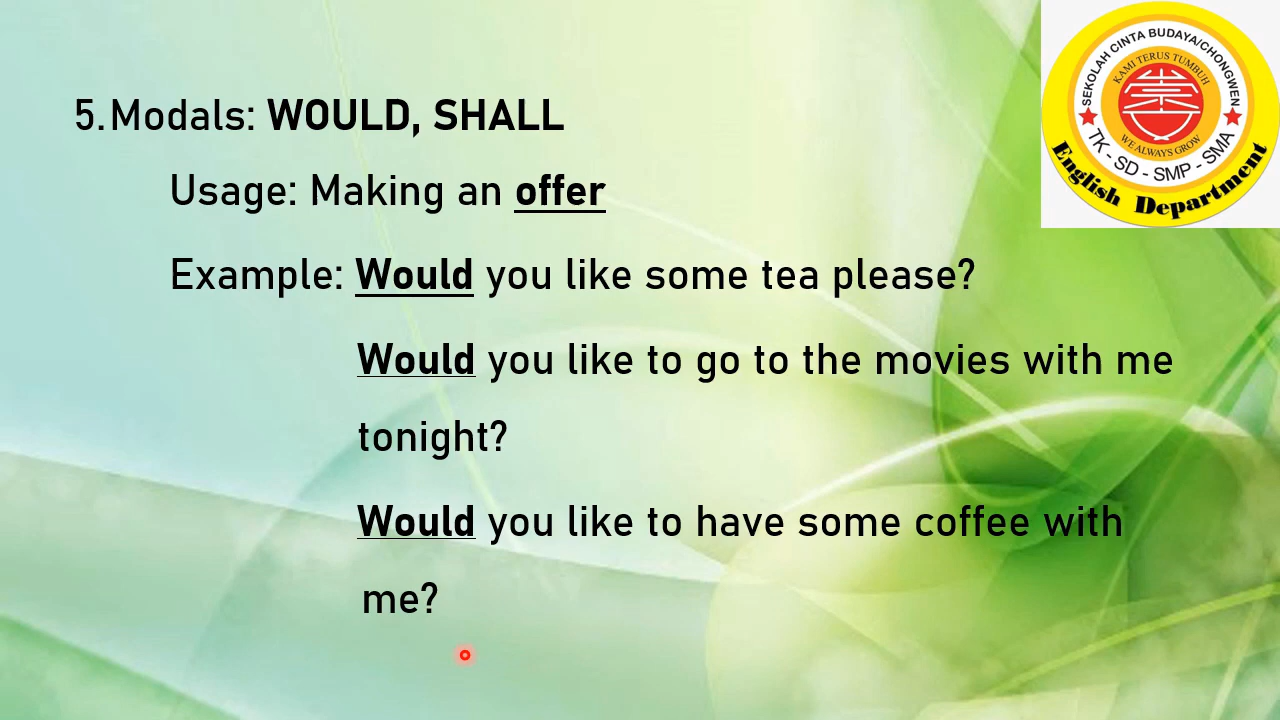 5. Modals: WOULD, SHALL
Usage: Making an offer
Example: Would you like some tea please?
Would you like to go to the movies with me
tonight?
Would you like to have some coffee with
me?
SEKOLAH CINTA BUDAYA/CHONGWEN
KAMI TERUS TUMBUH
WE ALWAYS GROW
TK - SD - SMP - SMA
English Department